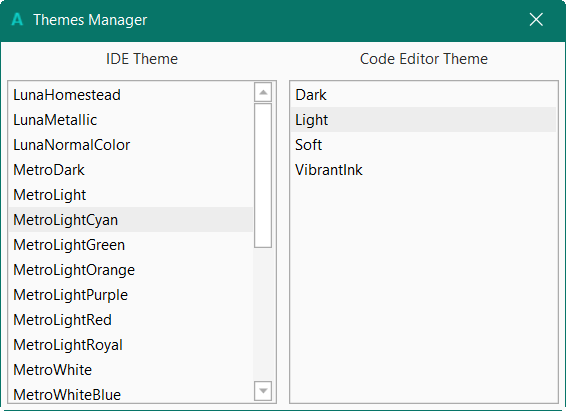 A Themes Manager
IDE Theme
LunaHomestead
LunaMetallic
LunaNormalColor
MetroDark
MetroLight
MetroLightCyan
MetroLightGreen
MetroLightOrange
MetroLightPurple
MetroLightRed
MetroLightRoyal
MetroWhite
MetroWhiteBlue
Code Editor Theme
Dark
Light
Soft
VibrantInk